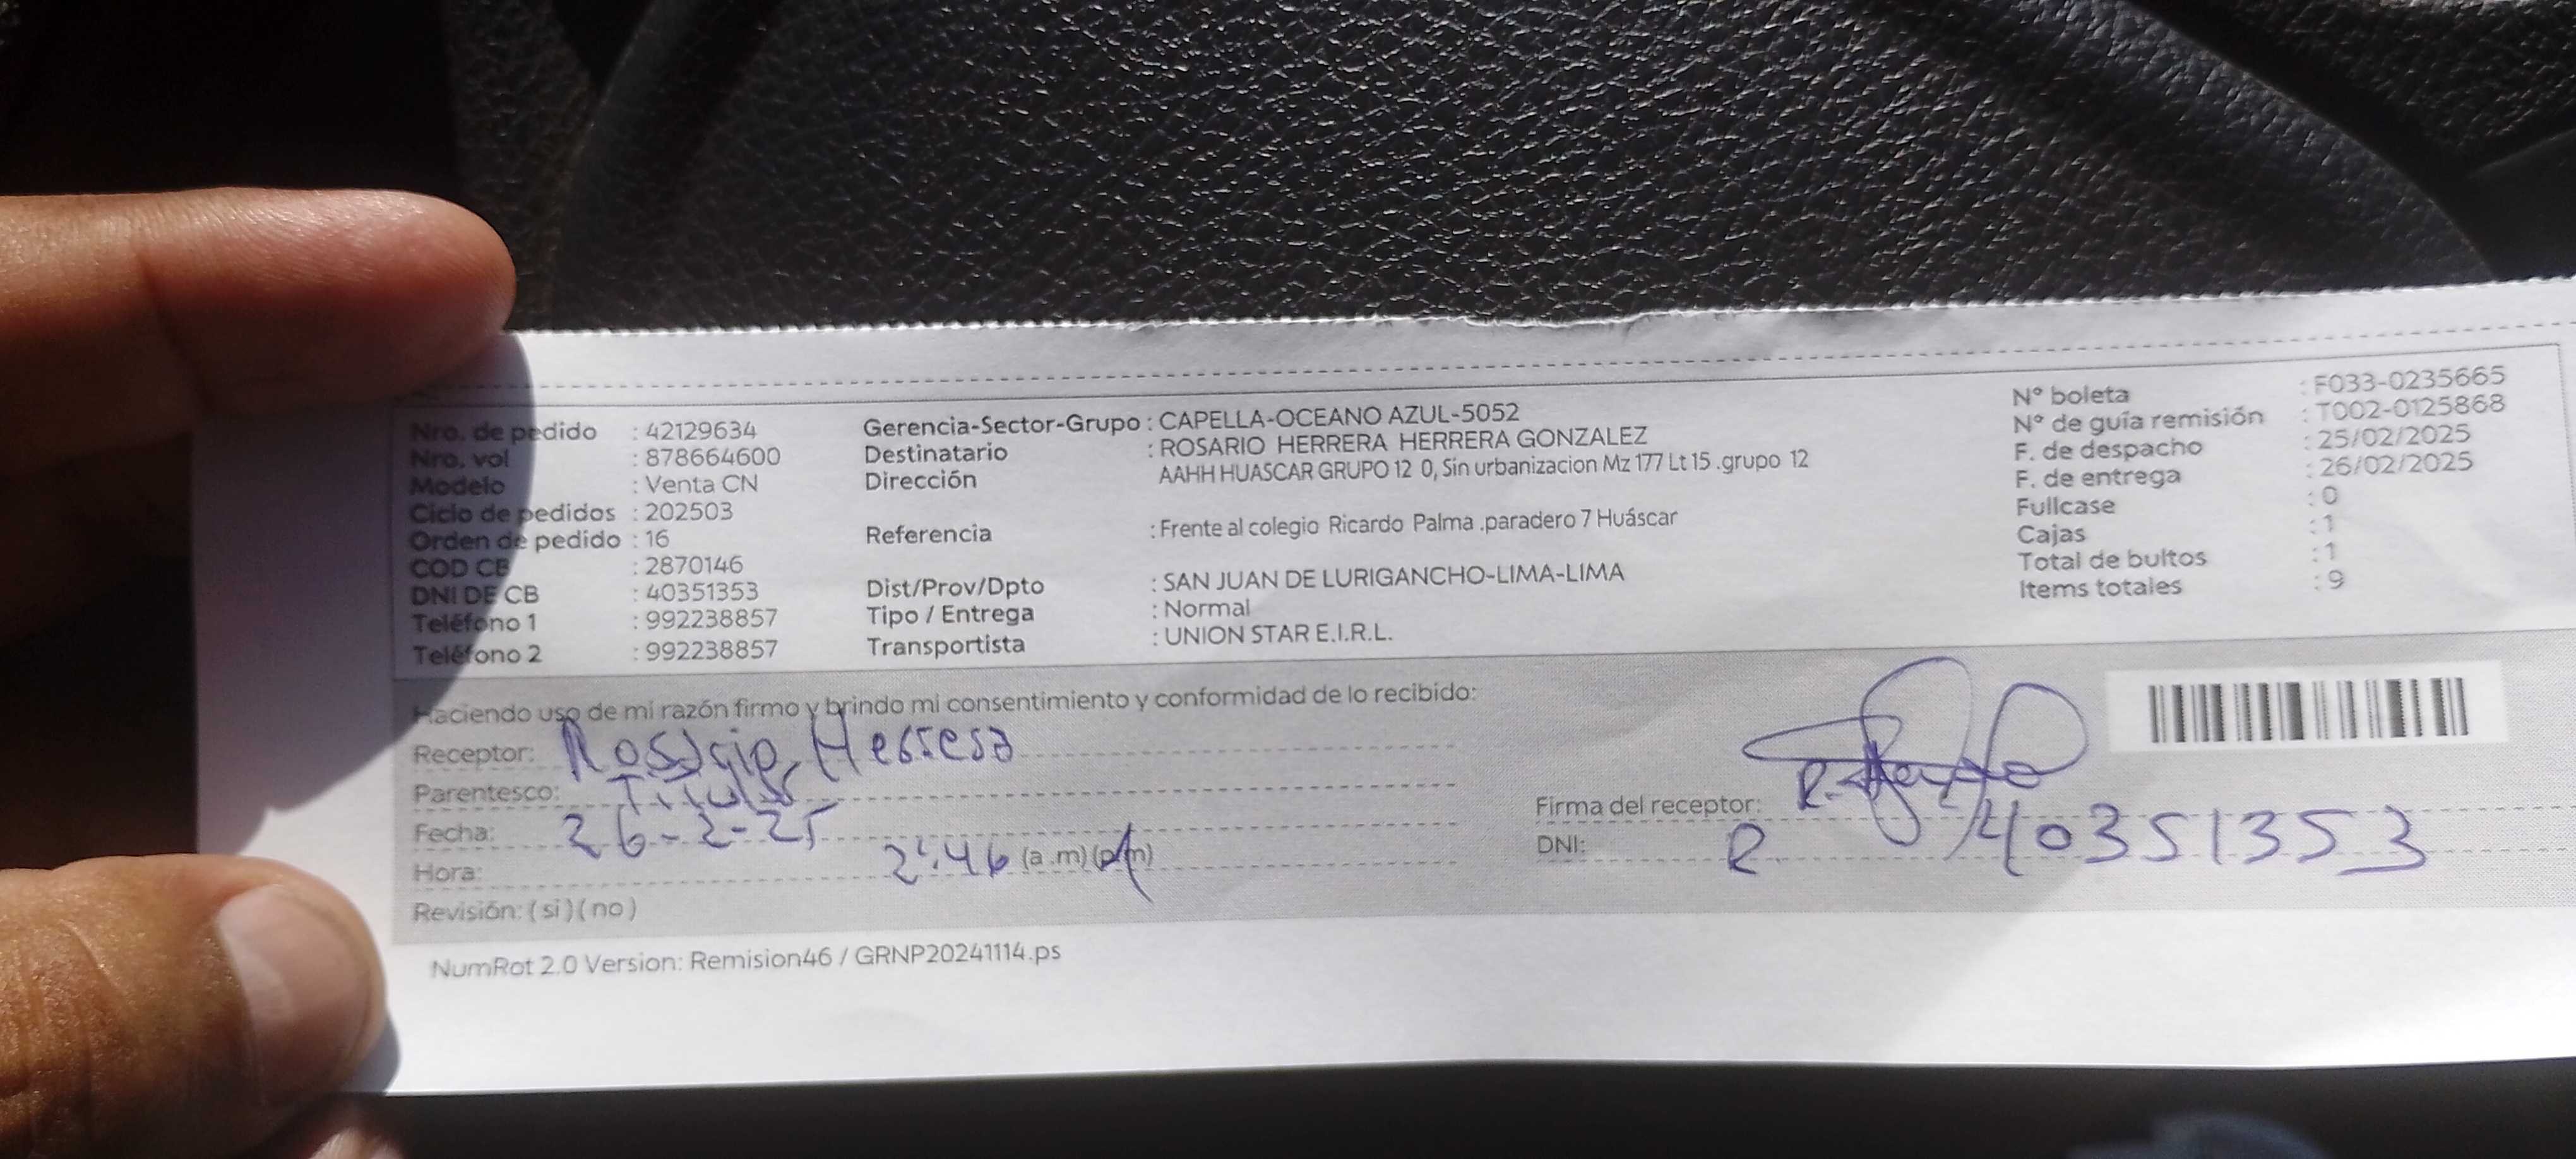 Nro. de pedido : 42129634
Nro. vol : 878664600
Modelo : Venta CN
Ciclo de pedidos : 202503
Orden de pedido : 16
COD CB : 2870146
DNI DE CB : 40351353
Teléfono 1 : 992238857
Teléfono 2 : 992238857
Gerencia-Sector-Grupo : CAPELLA-OCEANO AZUL-5052
Destinatario : ROSARIO HERRERA HERRERA GONZALEZ
Dirección AAHH HUASCAR GRUPO 12 0, Sin urbanizacion Mz 177 Lt 15 .grupo 12
Referencia : Frente al colegio Ricardo Palma .paradero 7 Huáscar
Dist/Prov/Dpto : SAN JUAN DE LURIGANCHO-LIMA-LIMA
Tipo / Entrega : Normal
Transportista : UNION STAR E.I.R.L.
N° boleta : F033-0235665
N° de guía remisión : T002-0125868
F. de despacho : 25/02/2025
F. de entrega : 26/02/2025
Fullcase : 0
Cajas : 1
Total de bultos : 1
Items totales : 9
Haciendo uso de mi razón firmo y brindo mi consentimiento y conformidad de lo recibido:
Receptor: Rosario Herrera
Parentesco: Titular
Fecha: 26-2-25
Hora: 2:46 (a.m) (p.m)
Revisión: ( si ) ( no )
Firma del receptor:
DNI: R 40351353
NumRot 2.0 Version: Remision46 / GRNP20241114.ps